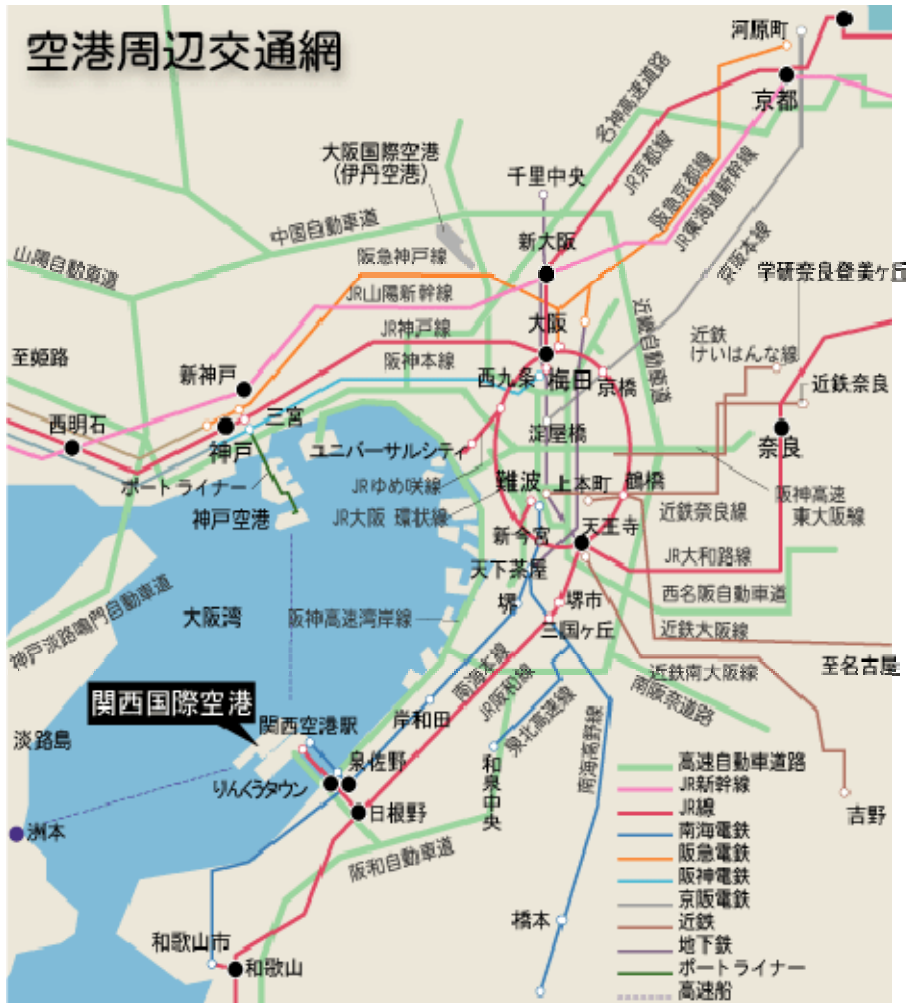 空港周辺交通網
河原町
京都
名神高速道路
JR京都線
阪急京都線
JR東海道新幹線
京阪本線
大阪国際空港
(伊丹空港)
千里中央
中国自動車道
山陽自動車道
新大阪
学研奈良登美ヶ丘
阪急神戸線
JR山陽新幹線
JR神戸線
阪神本線
大阪
近畿自動車道
近鉄
けいはんな線
至姫路
新神戸
西九条
梅田
京橋
近鉄奈良
西明石
三宮
神戸
淀屋橋
奈良
ユニバーサルシティ
ポートライナー
JRゆめ咲線
難波
上本町
鶴橋
阪神高速
東大阪線
神戸空港
JR大阪 環状線
近鉄奈良線
新今宮
天王寺
天下茶屋
JR大和路線
神戸淡路鳴門自動車道
大阪湾
阪神高速湾岸線
堺
堺市
西名阪自動車道
三国ヶ丘
近鉄大阪線
至名古屋
近鉄南大阪線
南阪奈道路
関西国際空港
南海本線
JR阪和線
泉北高速線
南海高野線
関西空港駅
岸和田
淡路島
泉佐野
りんくうタウン
和泉中央
日根野
洲本
吉野
阪和自動車道
橋本
和歌山市
和歌山
高速自動車道路
JR新幹線
JR線
南海電鉄
阪急電鉄
阪神電鉄
京阪電鉄
近鉄
地下鉄
ポートライナー
高速船